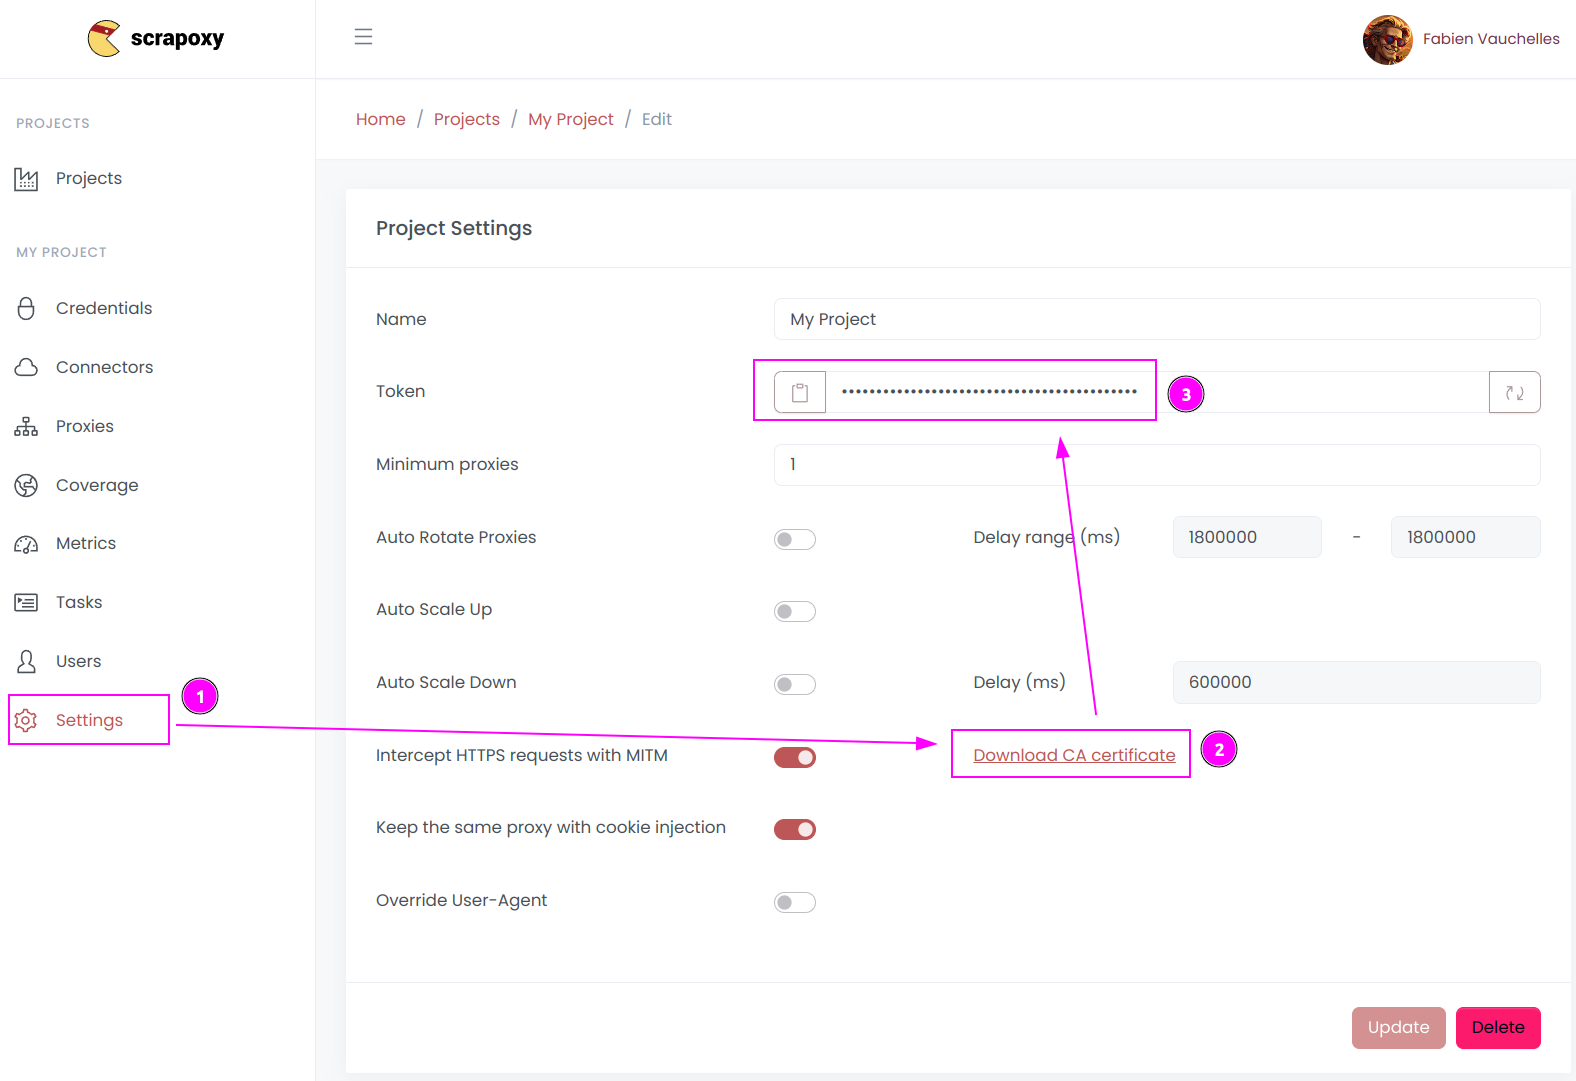 scrapoxy
Fabien Vauchelles
Home / Projects / My Project / Edit
PROJECTS
Projects
MY PROJECT
Credentials
Connectors
Proxies
Coverage
Metrics
Tasks
Users
Settings
1
Project Settings
Name
My Project
Token
•••••••••••••••••••••••••••••••••••••••••••
3
Minimum proxies
1
Auto Rotate Proxies
Delay range (ms)
1800000 - 1800000
Auto Scale Up
Auto Scale Down
Delay (ms)
600000
Intercept HTTPS requests with MITM
Download CA certificate
2
Keep the same proxy with cookie injection
Override User-Agent
Update
Delete